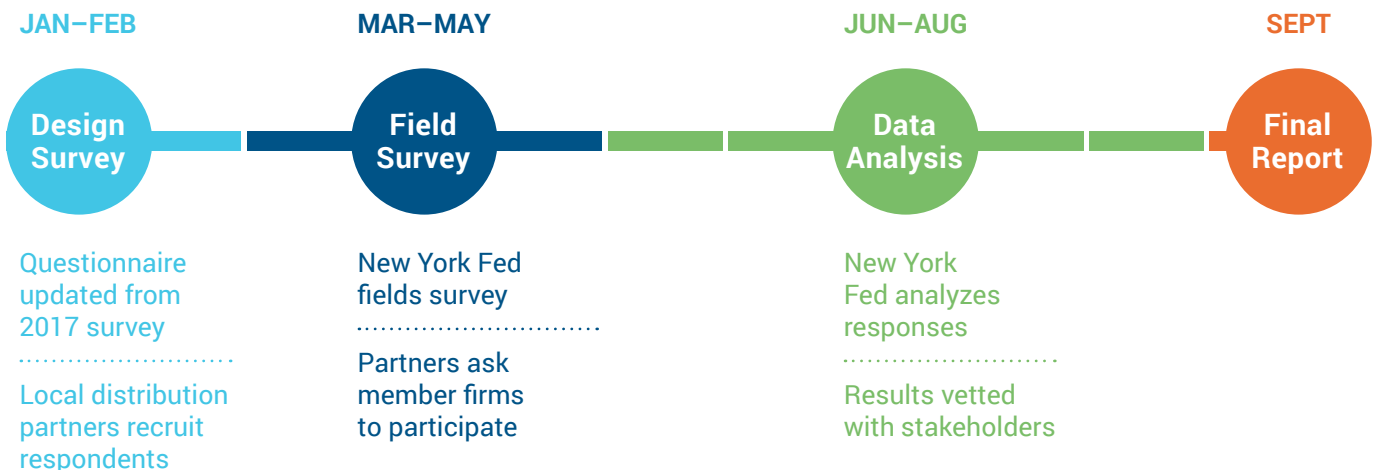 JAN–FEB
MAR–MAY
JUN–AUG
SEPT
Design
Survey
Field
Survey
Data
Analysis
Final
Report
Questionnaire
updated from
2017 survey
Local distribution
partners recruit
respondents
New York Fed
fields survey
Partners ask
member firms
to participate
New York
Fed analyzes
responses
Results vetted
with stakeholders